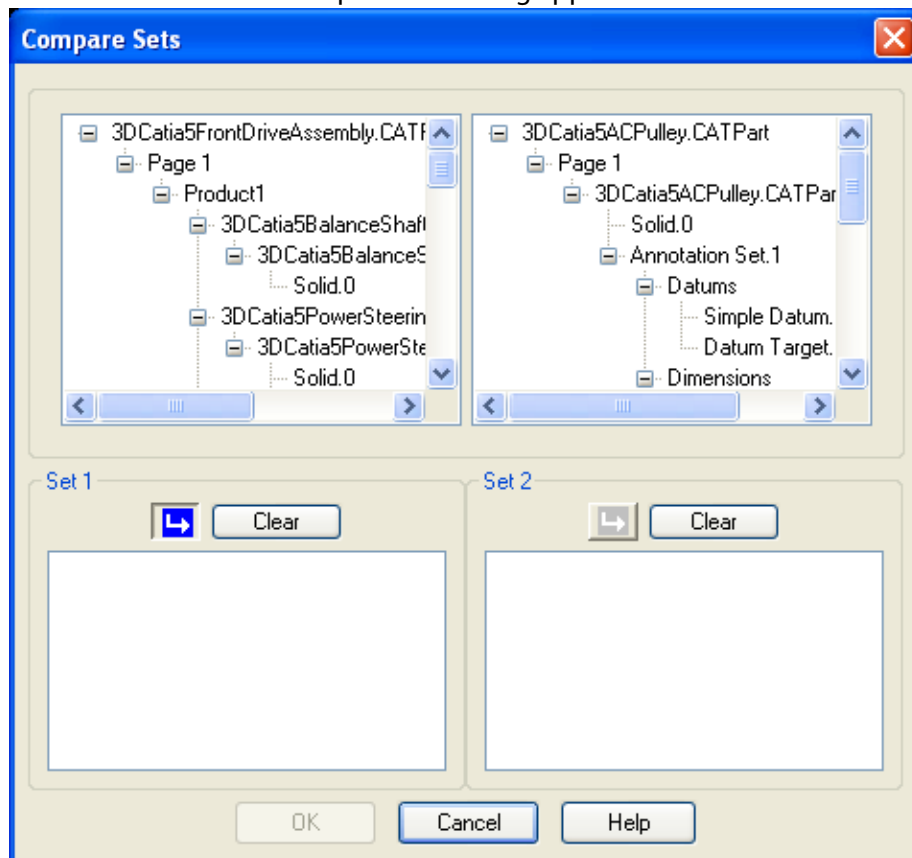 Compare Sets
3DCatia5FrontDriveAssembly.CATF
Page 1
Product1
3DCatia5BalanceShaft
3DCatia5BalanceS
Solid.0
3DCatia5PowerSteerin
3DCatia5PowerSte
Solid.0
3DCatia5ACPulley.CATPart
Page 1
3DCatia5ACPulley.CATPar
Solid.0
Annotation Set.1
Datums
Simple Datum.
Datum Target.
Dimensions
Set 1
Clear
Set 2
Clear
OK
Cancel
Help